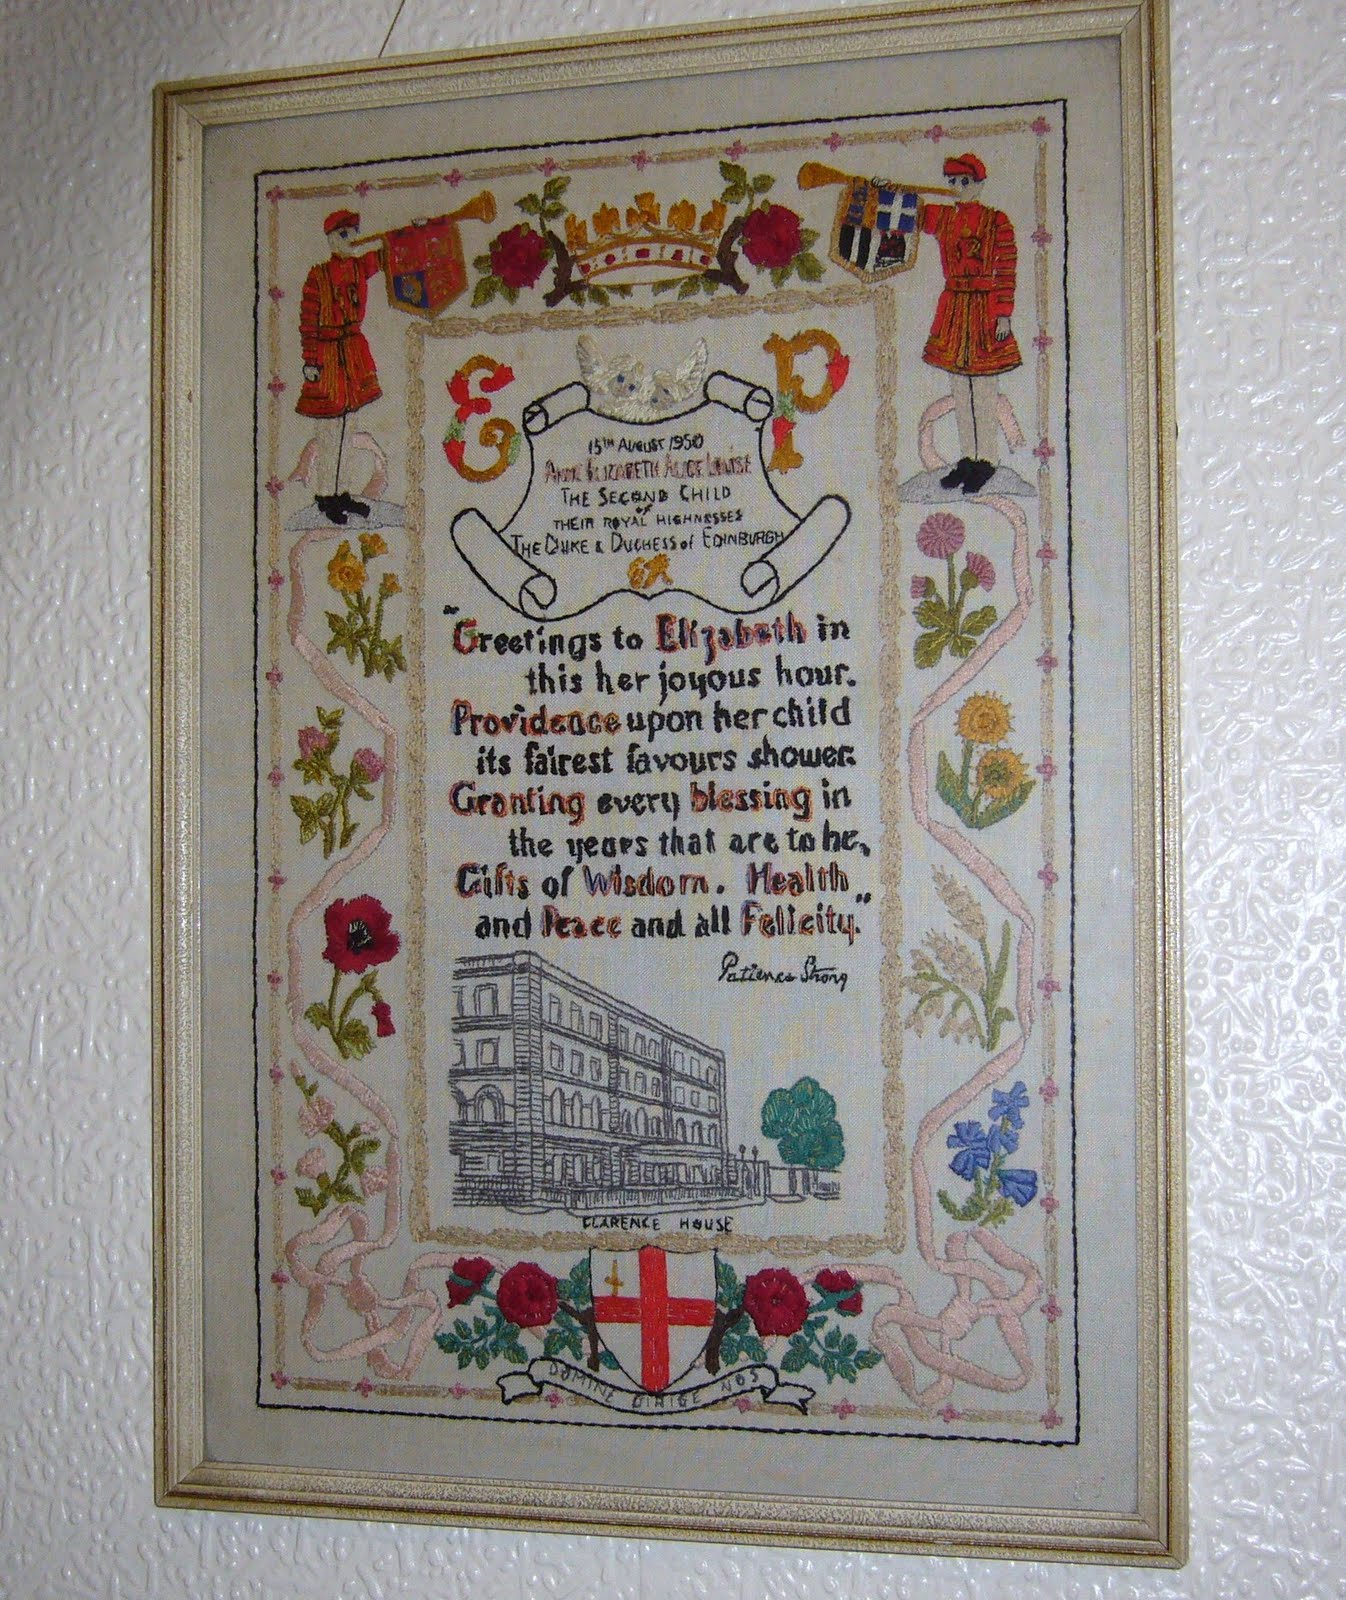 E P
15TH AUGUST 1950
ANNE ELIZABETH ALICE LOUISE
THE SECOND CHILD
OF
THEIR ROYAL HIGHNESSES
THE DUKE & DUCHESS of EDINBURGH
"Greetings to Elizabeth in
this her joyous hour.
Providence upon her child
its fairest favours shower.
Granting every blessing in
the years that are to be,
Gifts of Wisdom. Health
and Peace and all Felicity."
Patience Strong
CLARENCE HOUSE
DOMINE DIRIGE NOS